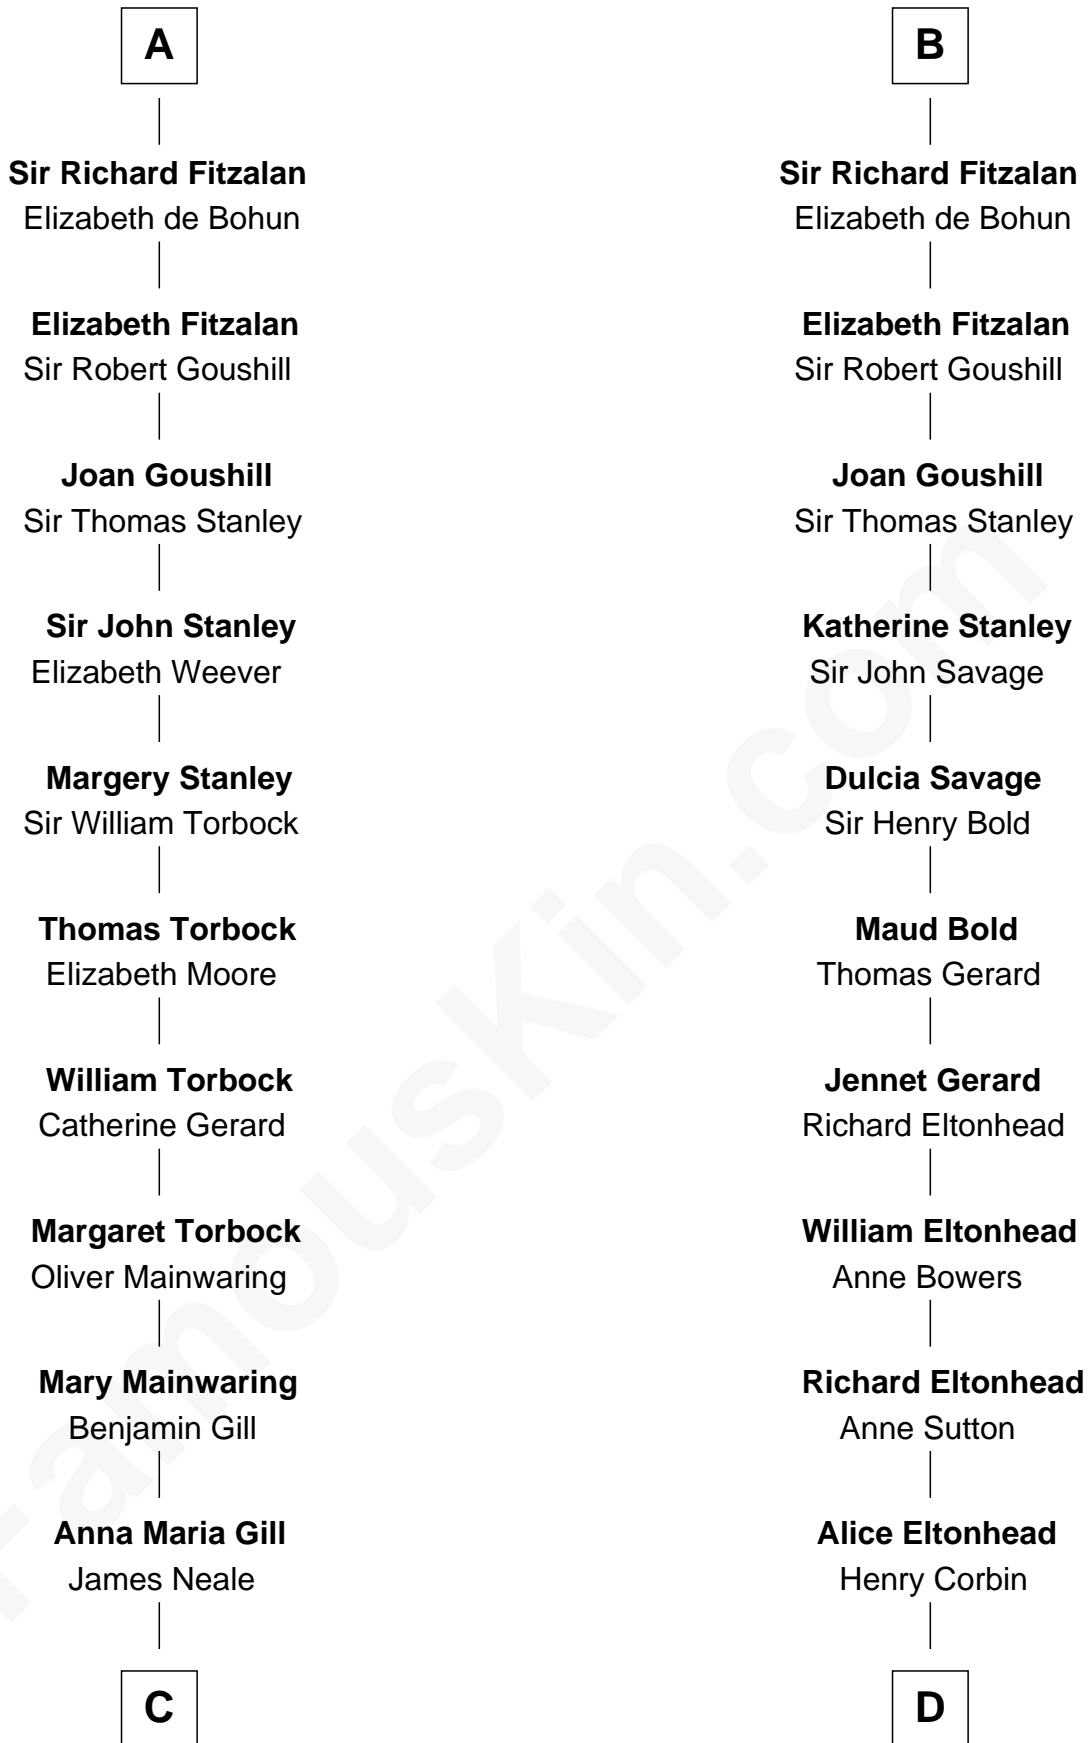 A
Sir Richard Fitzalan
Elizabeth de Bohun
Elizabeth Fitzalan
Sir Robert Goushill
Joan Goushill
Sir Thomas Stanley
Sir John Stanley
Elizabeth Weever
Margery Stanley
Sir William Torbock
Thomas Torbock
Elizabeth Moore
William Torbock
Catherine Gerard
Margaret Torbock
Oliver Mainwaring
Mary Mainwaring
Benjamin Gill
Anna Maria Gill
James Neale
C
B
Sir Richard Fitzalan
Elizabeth de Bohun
Elizabeth Fitzalan
Sir Robert Goushill
Joan Goushill
Sir Thomas Stanley
Katherine Stanley
Sir John Savage
Dulcia Savage
Sir Henry Bold
Maud Bold
Thomas Gerard
Jennet Gerard
Richard Eltonhead
William Eltonhead
Anne Bowers
Richard Eltonhead
Anne Sutton
Alice Eltonhead
Henry Corbin
D
FamousKin.com